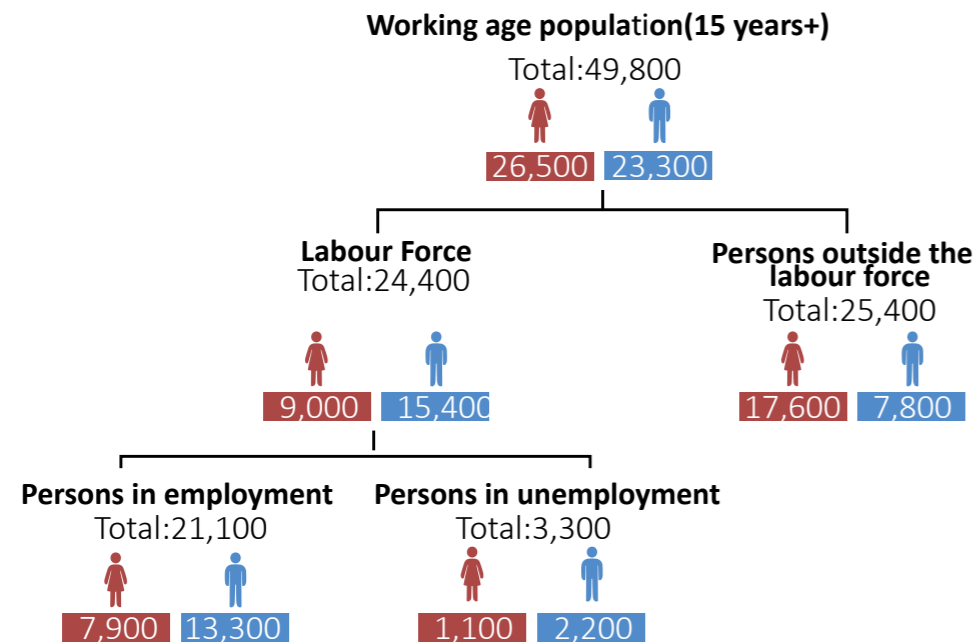 Working age population(15 years+)
Total:49,800
26,500 23,300
Labour Force
Total:24,400
9,000 15,400
Persons outside the
labour force
Total:25,400
17,600 7,800
Persons in employment
Total:21,100
7,900 13,300
Persons in unemployment
Total:3,300
1,100 2,200